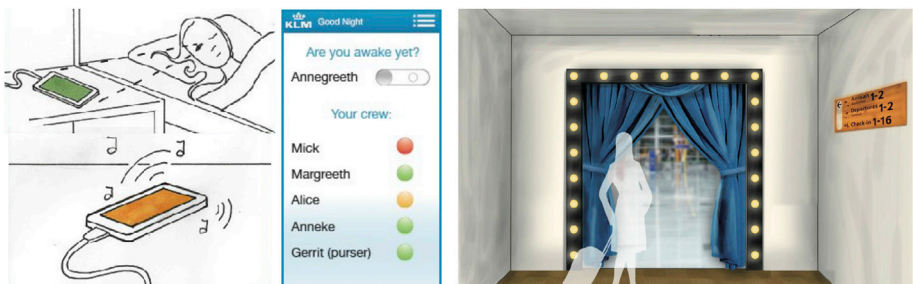 KLM Good Night
Are you awake yet?
Annegreeth
Your crew:
Mick
Margreeth
Alice
Anneke
Gerrit (purser)
Arrivals 1-2
Departures 1-2
Check-in 1-16